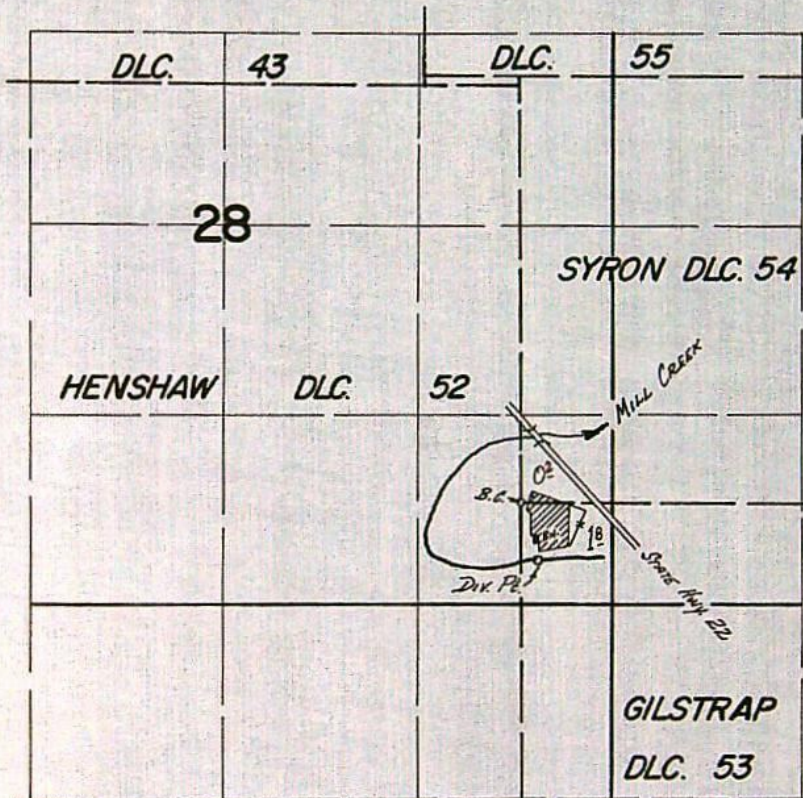 DLC. 43 DLC. 55
28
SYRON DLC. 54
HENSHAW DLC. 52
MILL CREEK
0²
B.C.
1⁸
DIV. PT.
STATE HWY. 22
GILSTRAP
DLC. 53